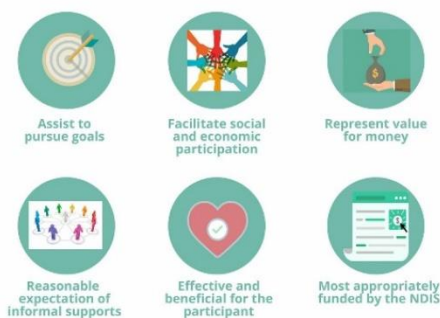 Assist to
pursue goals
Facilitate social
and economic
participation
Represent value
for money
$
Reasonable
expectation of
informal supports
Effective and
beneficial for the
participant
$
Most appropriately
funded by the NDIS